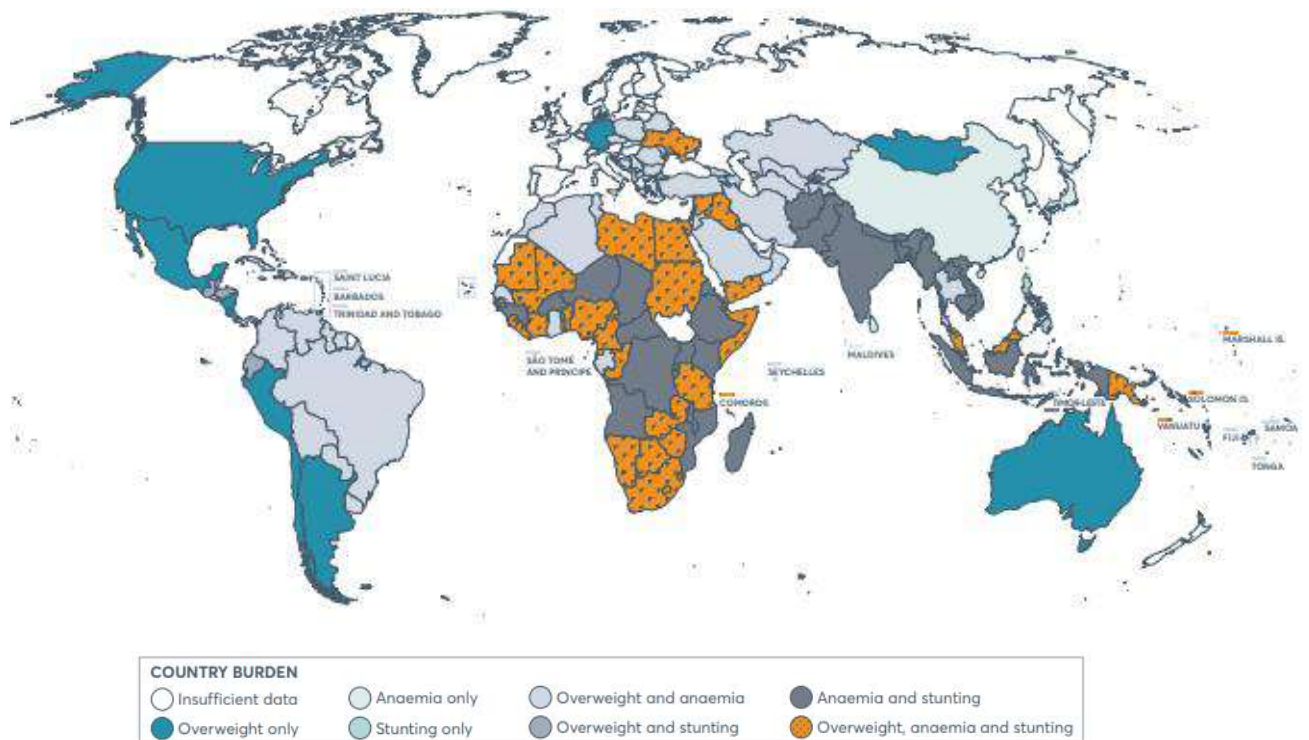 SAINT LUCIA
BARBADOS
TRINIDAD AND TOBAGO
SÃO TOMÉ
AND PRINCIPE
SEYCHELLES
COMOROS
MALDIVES
TIMOR-LESTE
MARSHALL IS.
SOLOMON IS.
VANUATU
FIJI
SAMOA
TONGA
COUNTRY BURDEN
Insufficient data
Anaemia only
Overweight and anaemia
Anaemia and stunting
Overweight only
Stunting only
Overweight and stunting
Overweight, anaemia and stunting